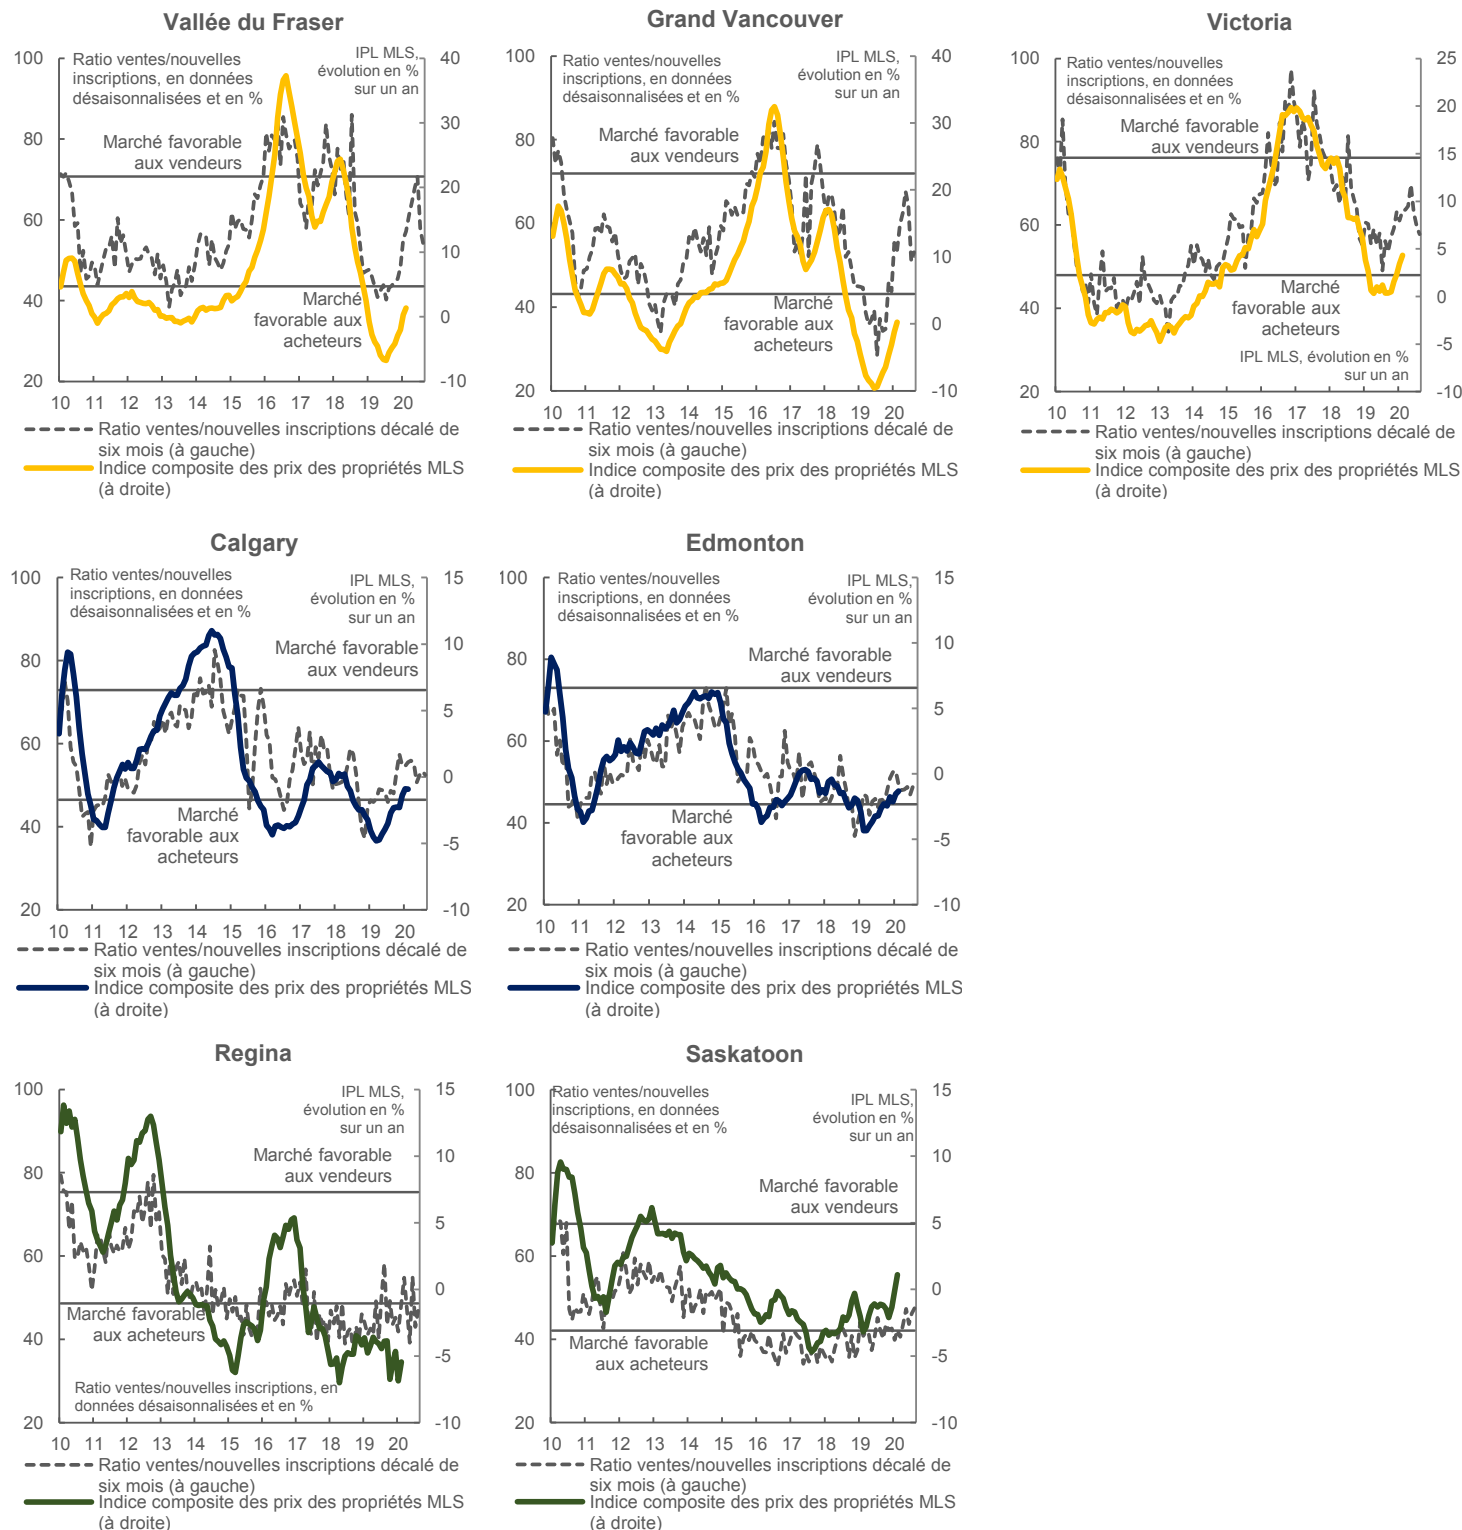 Vallée du Fraser
Ratio ventes/nouvelles
inscriptions, en données
désaisonnalisées et en %
IPL MLS,
évolution en %
sur un an
Marché favorable
aux vendeurs
Marché
favorable aux
acheteurs
100
80
60
40
20
40
30
20
10
0
-10
10 11 12 13 14 15 16 17 18 19 20
Ratio ventes/nouvelles inscriptions décalé de
six mois (à gauche)
Indice composite des prix des propriétés MLS
(à droite)
Grand Vancouver
Ratio ventes/nouvelles
inscriptions, en données
désaisonnalisées et en %
IPL MLS,
évolution en %
sur un an
Marché favorable
aux vendeurs
Marché
favorable aux
acheteurs
100
80
60
40
20
40
30
20
10
0
-10
10 11 12 13 14 15 16 17 18 19 20
Ratio ventes/nouvelles inscriptions décalé de
six mois (à gauche)
Indice composite des prix des propriétés MLS
(à droite)
Victoria
Ratio ventes/nouvelles
inscriptions, en données
désaisonnalisées et en %
Marché favorable
aux vendeurs
Marché
favorable aux
acheteurs
IPL MLS, évolution en %
sur un an
100
80
60
40
20
25
20
15
10
5
0
-5
-10
10 11 12 13 14 15 16 17 18 19 20
Ratio ventes/nouvelles inscriptions décalé de
six mois (à gauche)
Indice composite des prix des propriétés MLS
(à droite)
Calgary
Ratio ventes/nouvelles
inscriptions, en données
désaisonnalisées et en %
IPL MLS,
évolution en %
sur un an
Marché favorable
aux vendeurs
Marché
favorable aux
acheteurs
100
80
60
40
20
15
10
5
0
-5
-10
10 11 12 13 14 15 16 17 18 19 20
Ratio ventes/nouvelles inscriptions décalé de
six mois (à gauche)
Indice composite des prix des propriétés MLS
(à droite)
Edmonton
Ratio ventes/nouvelles
inscriptions, en données
désaisonnalisées et en %
IPL MLS,
évolution en %
sur un an
Marché favorable
aux vendeurs
Marché
favorable aux
acheteurs
100
80
60
40
20
15
10
5
0
-5
-10
10 11 12 13 14 15 16 17 18 19 20
Ratio ventes/nouvelles inscriptions décalé de
six mois (à gauche)
Indice composite des prix des propriétés MLS
(à droite)
Regina
IPL MLS,
évolution en %
sur un an
Marché favorable
aux vendeurs
Marché favorable
aux acheteurs
Ratio ventes/nouvelles inscriptions, en
données désaisonnalisées et en %
100
80
60
40
20
15
10
5
0
-5
-10
10 11 12 13 14 15 16 17 18 19 20
Ratio ventes/nouvelles inscriptions décalé de
six mois (à gauche)
Indice composite des prix des propriétés MLS
(à droite)
Saskatoon
Ratio ventes/nouvelles
inscriptions, en données
désaisonnalisées et en %
IPL MLS,
évolution en %
sur un an
Marché favorable
aux vendeurs
Marché favorable
aux acheteurs
100
80
60
40
20
15
10
5
0
-5
-10
10 11 12 13 14 15 16 17 18 19 20
Ratio ventes/nouvelles inscriptions décalé de
six mois (à gauche)
Indice composite des prix des propriétés MLS
(à droite)